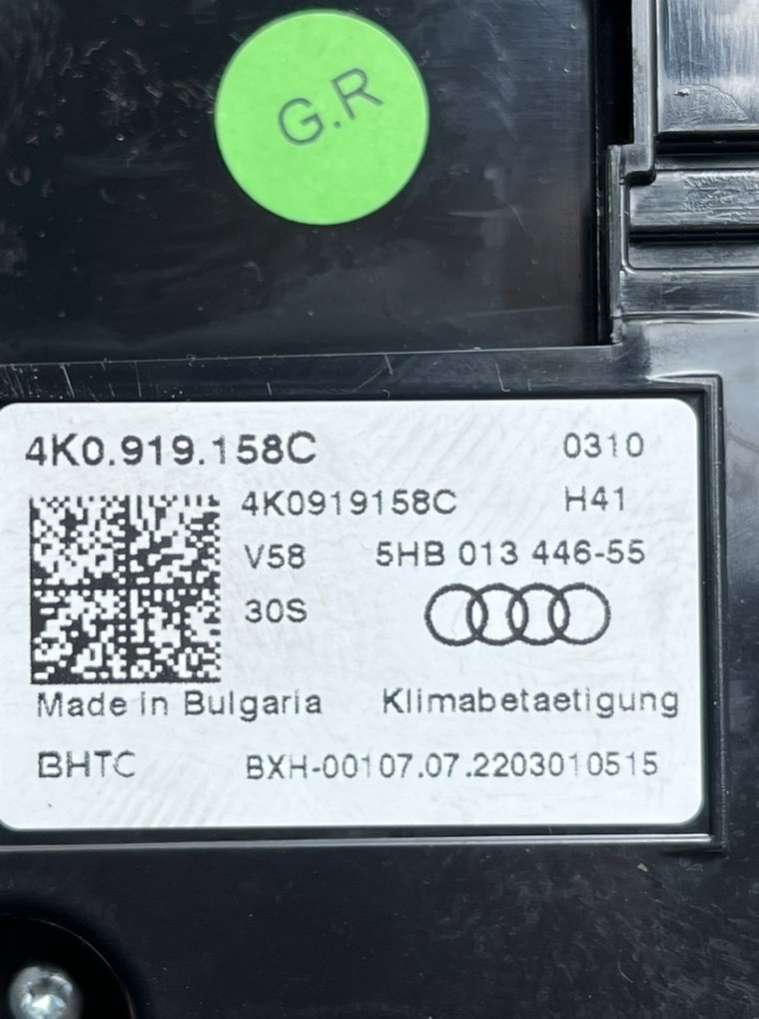 G.R
4K0.919.158C 0310
4K0919158C H41
V58 5HB 013 446-55
30S
Made in Bulgaria Klimabetaetigung
BHTC BXH-00107.07.2203010515